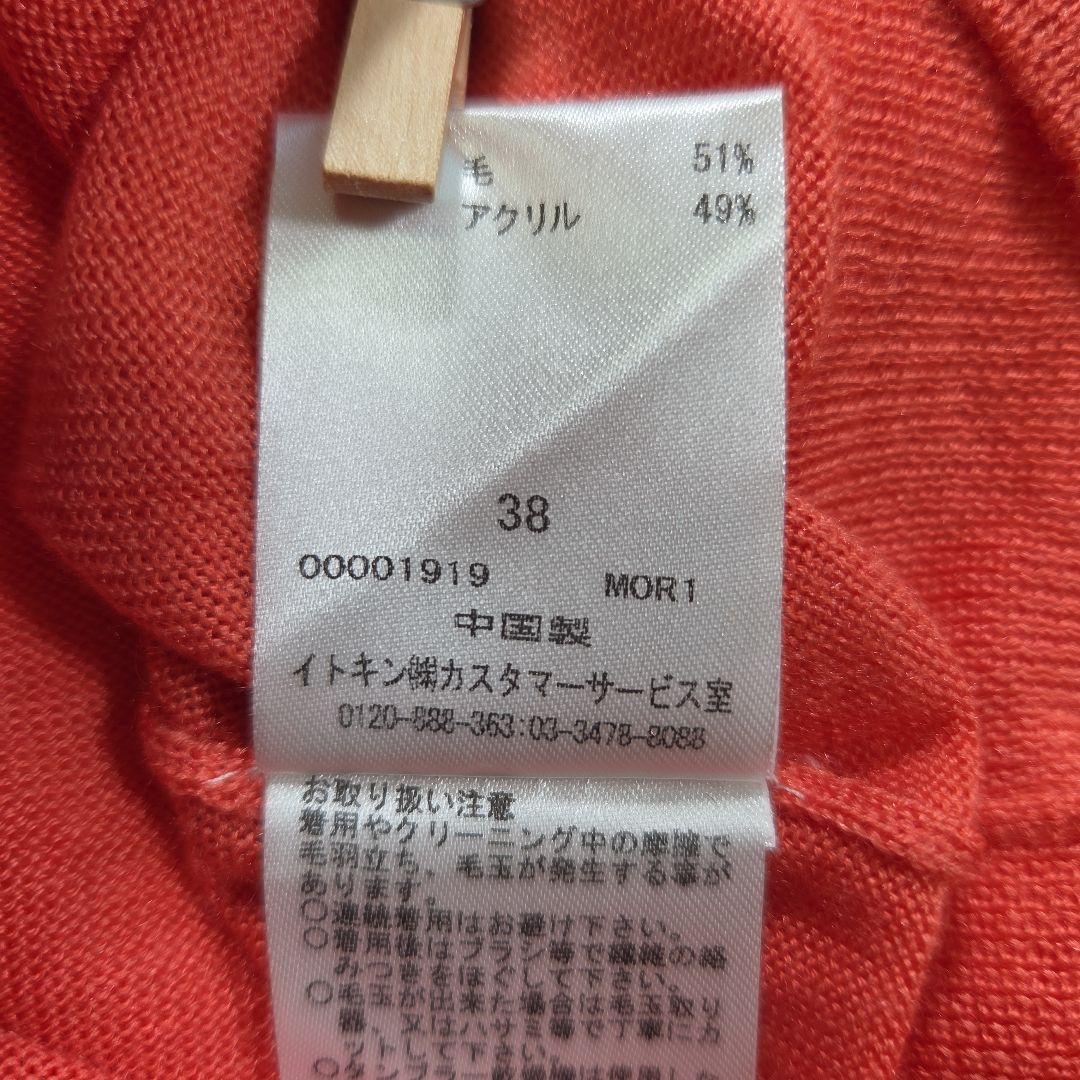 毛 51%
アクリル 49%
38
00001919 MOR1
中国製
イトキン㈱カスタマーサービス室
0120-888-363:03-3478-8088
お取り扱い注意
着用やクリーニング中の摩擦で
毛羽立ち、毛玉が発生する事が
あります。
○連続着用はお避け下さい。
○着用後はブラシ等で繊維の絡
みつきをほぐして下さい。
○毛玉が出来た場合は毛玉取り
器、又はハサミ等で丁寧にカ
ットして下さい。